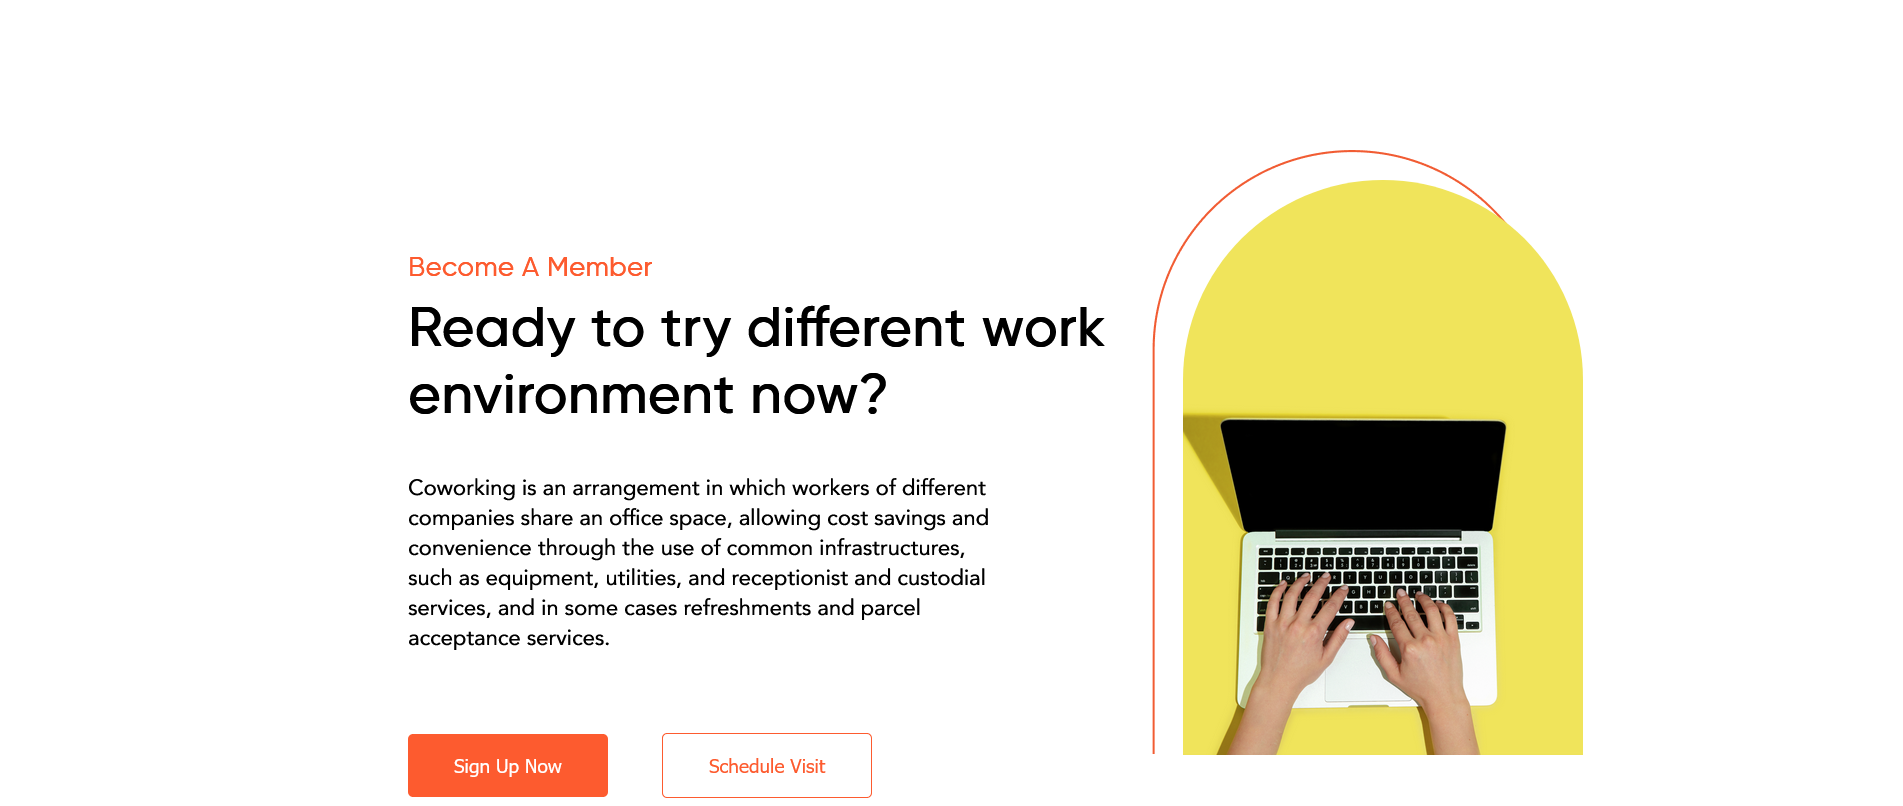 Become A Member
Ready to try different work
environment now?
Coworking is an arrangement in which workers of different
companies share an office space, allowing cost savings and
convenience through the use of common infrastructures,
such as equipment, utilities, and receptionist and custodial
services, and in some cases refreshments and parcel
acceptance services.
Sign Up Now
Schedule Visit